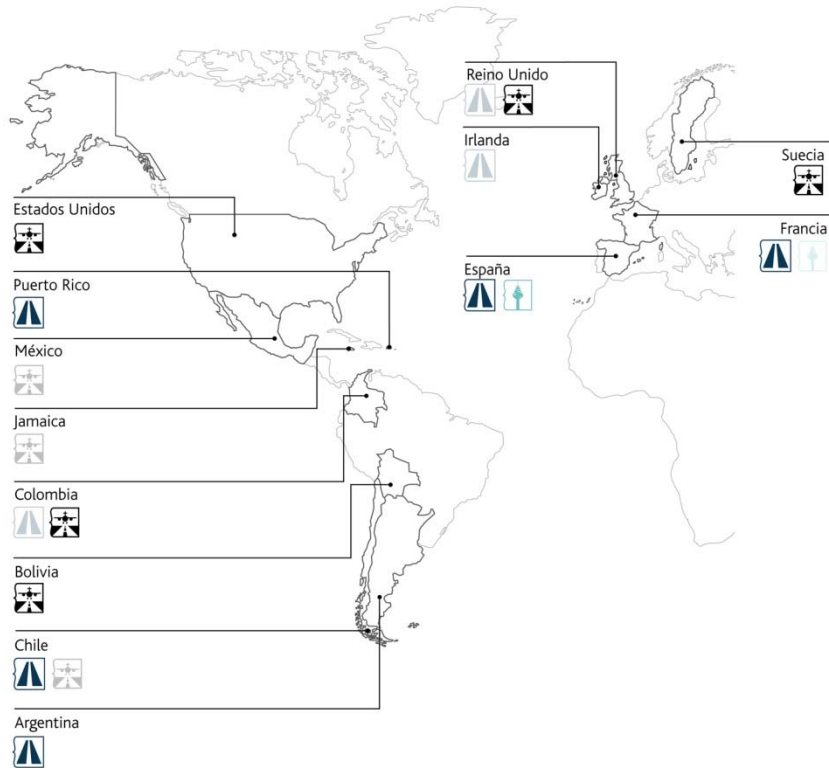 Reino Unido
Irlanda
Suecia
Estados Unidos
Francia
España
Puerto Rico
México
Jamaica
Colombia
Bolivia
Chile
Argentina